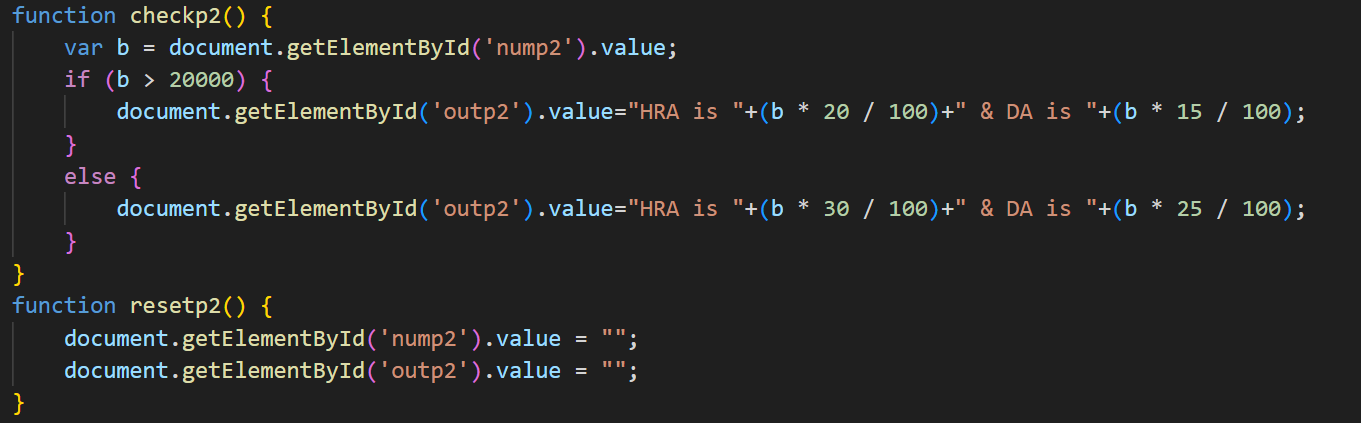 function checkp2() {
    var b = document.getElementById('nump2').value;
    if (b > 20000) {
        document.getElementById('outp2').value="HRA is "+(b * 20 / 100)+" & DA is "+(b * 15 / 100);
    }
    else {
        document.getElementById('outp2').value="HRA is "+(b * 30 / 100)+" & DA is "+(b * 25 / 100);
    }
}
function resetp2() {
    document.getElementById('nump2').value = "";
    document.getElementById('outp2').value = "";
}